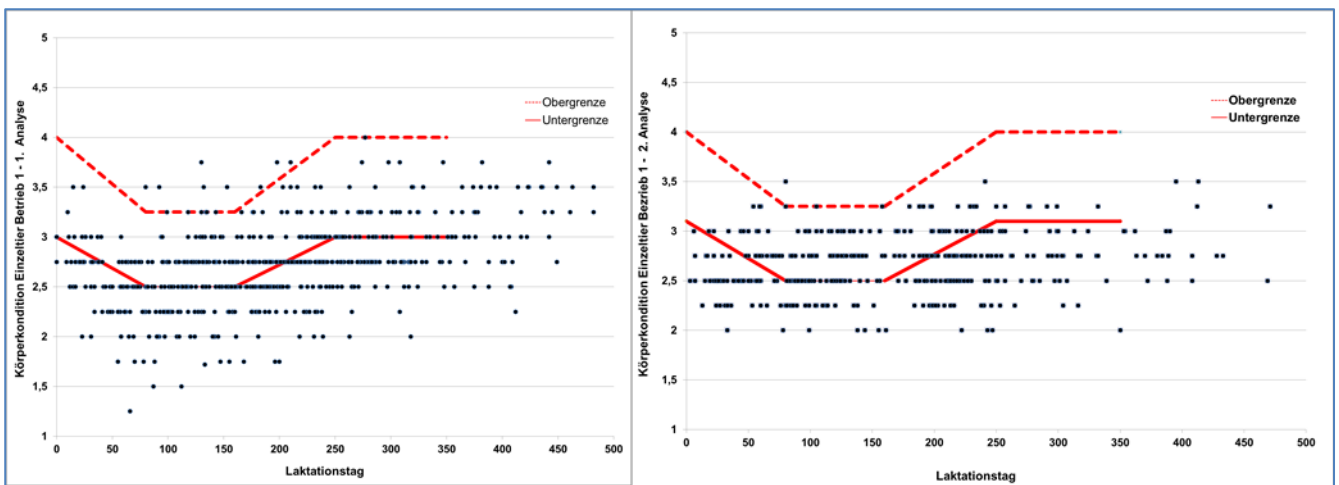 Körperkondition Einzeltier Betrieb 1 - 1. Analyse
5
4,5
4
3,5
3
2,5
2
1,5
1
Obergrenze
Untergrenze
0 50 100 150 200 250 300 350 400 450 500
Laktationstag
Körperkondition Einzeltier Bezrieb 1 - 2. Analyse
5
4,5
4
3,5
3
2,5
2
1,5
1
Obergrenze
Untergrenze
0 50 100 150 200 250 300 350 400 450 500
Laktationstag